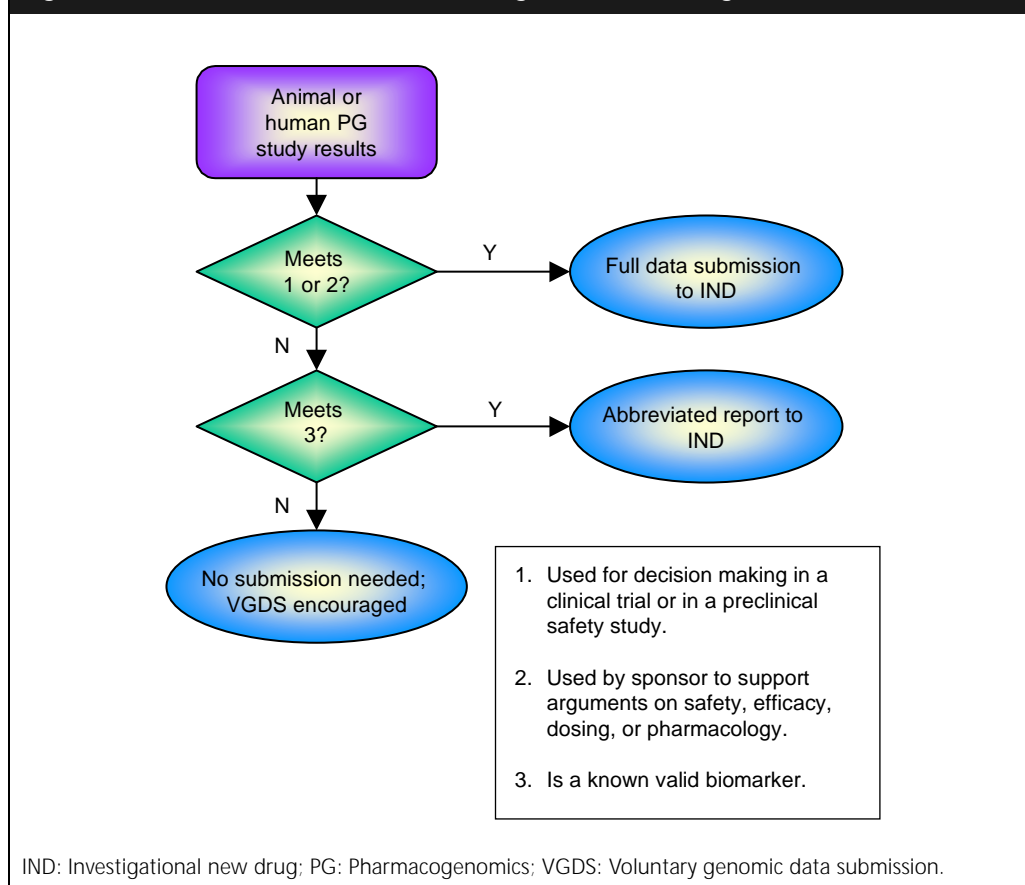 Animal or
human PG
study results
Meets
1 or 2?
Y
Full data submission
to IND
N
Meets
3?
Y
Abbreviated report to
IND
N
No submission needed;
VGDS encouraged
1. Used for decision making in a
clinical trial or in a preclinical
safety study.
2. Used by sponsor to support
arguments on safety, efficacy,
dosing, or pharmacology.
3. Is a known valid biomarker.
IND: Investigational new drug; PG: Pharmacogenomics; VGDS: Voluntary genomic data submission.